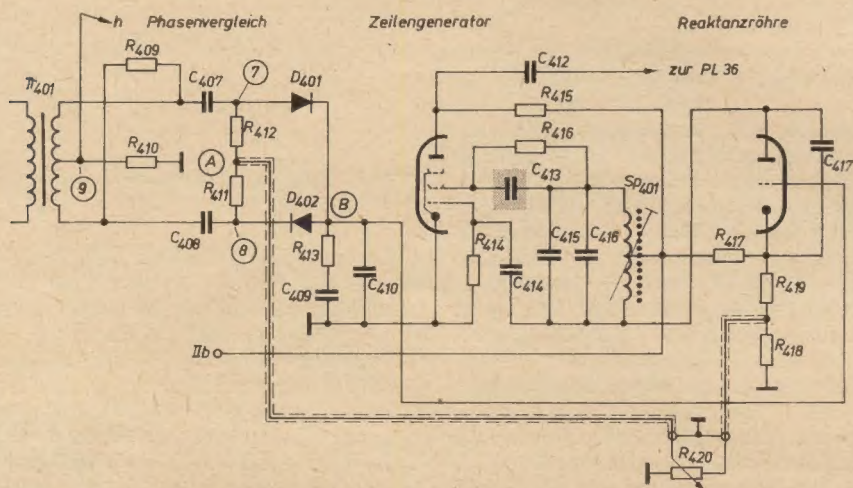 h Phasenvergleich Zeilengenerator Reaktanzröhre
R409
C412
zur PL 36
Tr401
C407
7
D401
R415
R412
R416
R410
A
C413
C417
9
Sp401
R411
D402
B
R417
C408
8
R413
R414
C415
C416
R419
C409
C410
C414
R418
IIb
R420